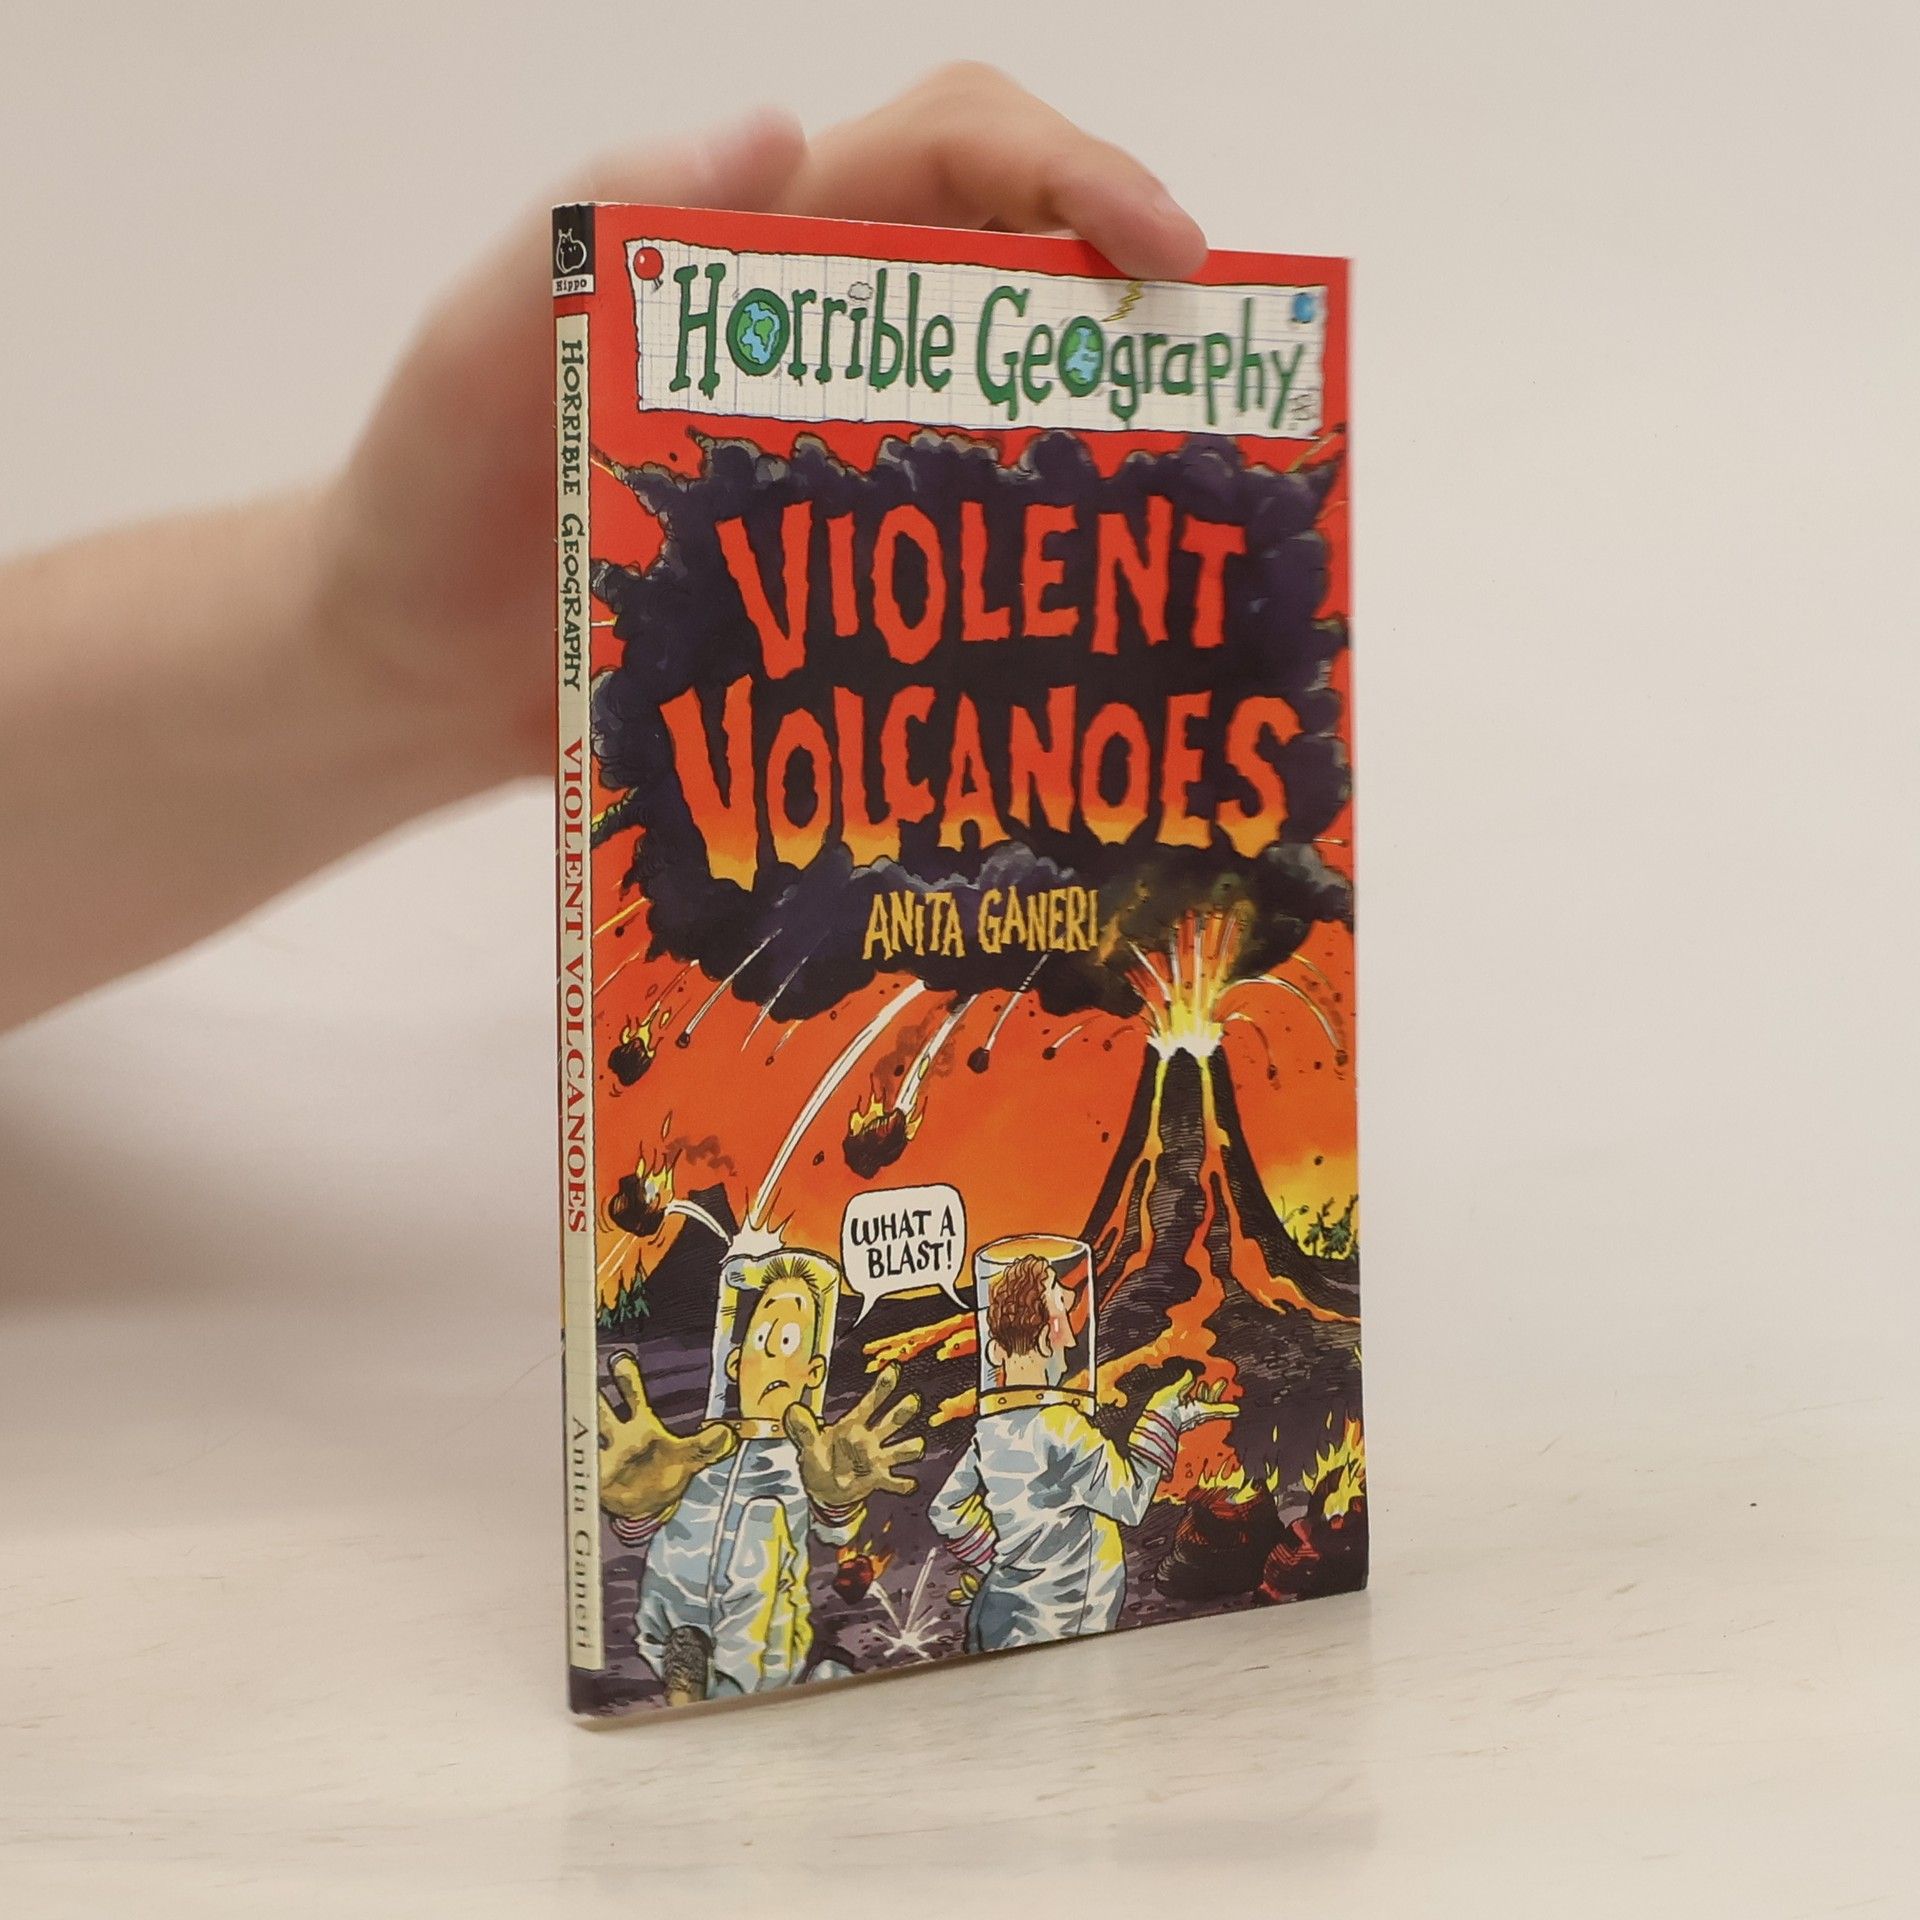 Hippo
HORRIBLE GEOGRAPHY VIOLENT VOLCANOES Anita Ganeri
Horrible Geography
VIOLENT
VOLCANOES
ANITA GANERI
WHAT A
BLAST!